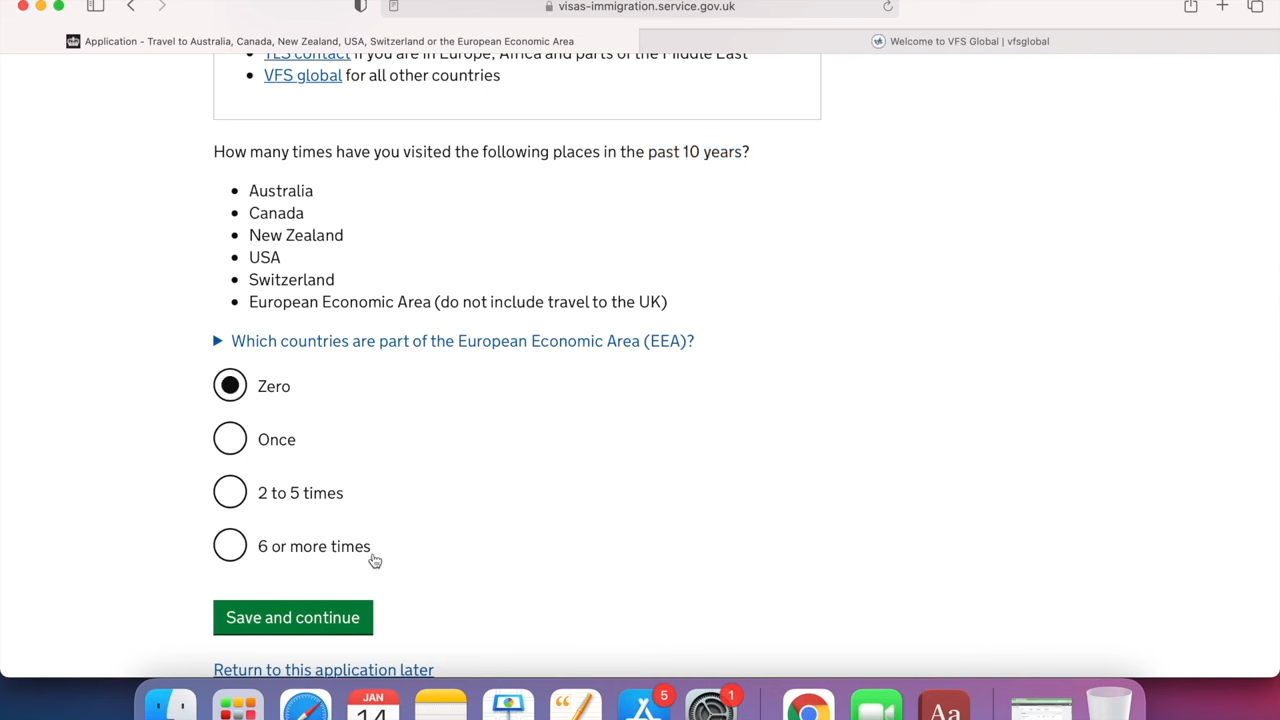 visas-immigration.service.gov.uk
Application - Travel to Australia, Canada, New Zealand, USA, Switzerland or the European Economic Area
Welcome to VFS Global | vfsglobal
TLS contact if you are in Europe, Africa and parts of the Middle East
VFS global for all other countries
How many times have you visited the following places in the past 10 years?
Australia
Canada
New Zealand
USA
Switzerland
European Economic Area (do not include travel to the UK)
Which countries are part of the European Economic Area (EEA)?
Zero
Once
2 to 5 times
6 or more times
Save and continue
Return to this application later
JAN
14
5
1
Aa